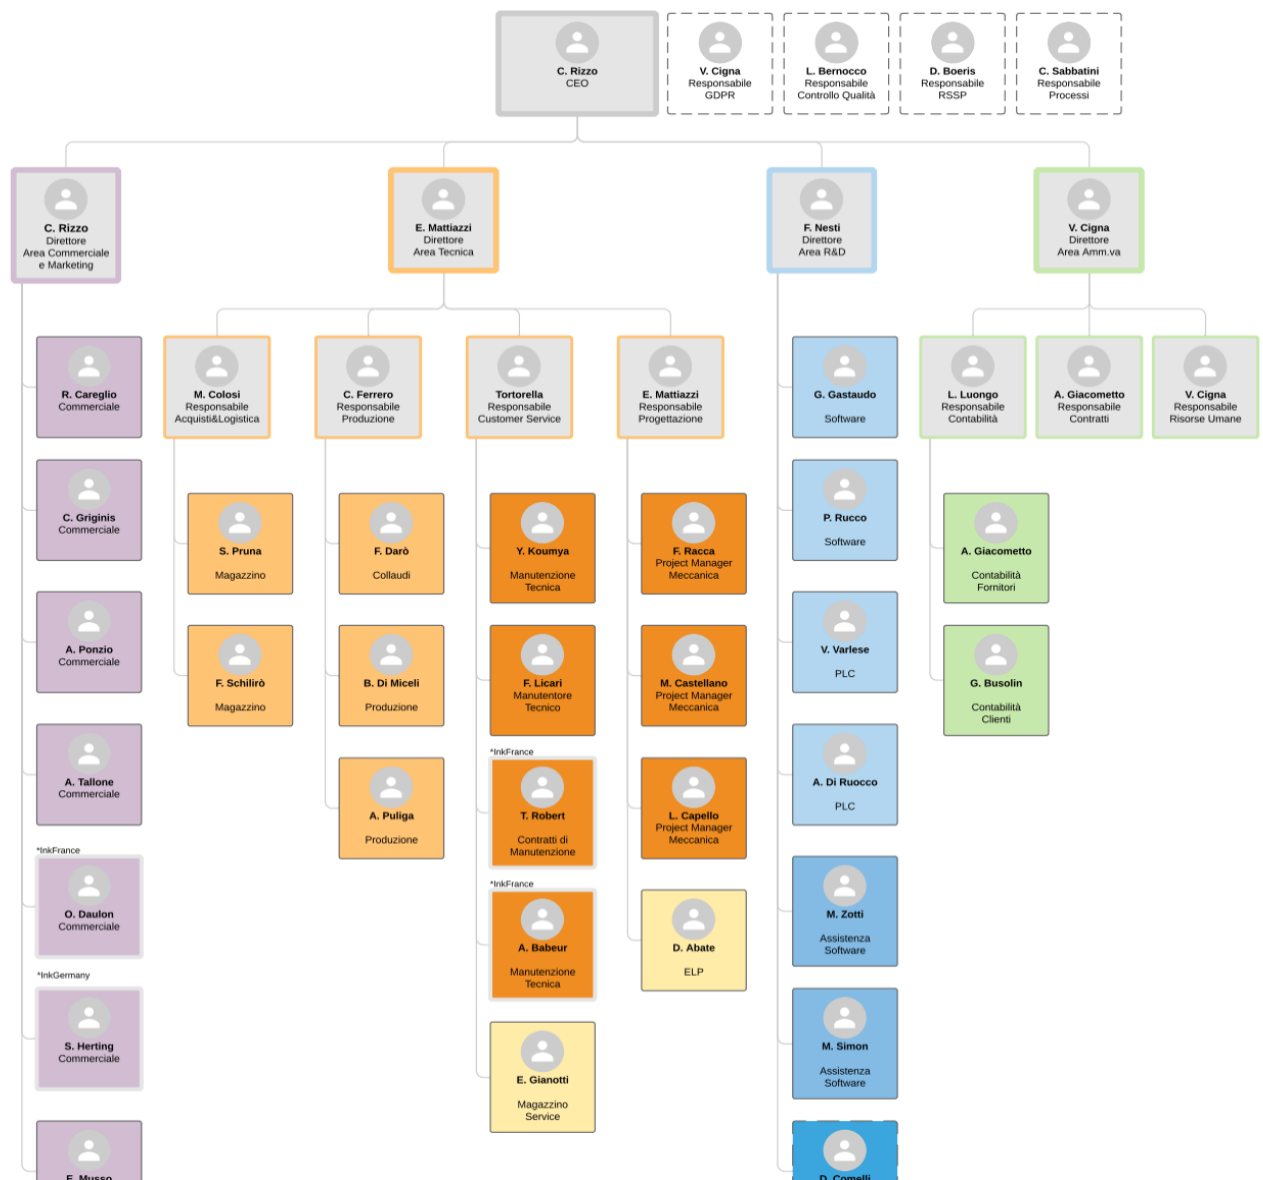 C. Rizzo
CEO
V. Cigna
Responsabile
GDPR
L. Bernocco
Responsabile
Controllo Qualità
D. Boeris
Responsabile
RSSP
C. Sabbatini
Responsabile
Processi
C. Rizzo
Direttore
Area Commerciale
e Marketing
E. Mattiazzi
Direttore
Area Tecnica
F. Nesti
Direttore
Area R&D
V. Cigna
Direttore
Area Amm.va
R. Careglio
Commerciale
C. Griginis
Commerciale
A. Ponzio
Commerciale
A. Tallone
Commerciale
*InkFrance
O. Daulon
Commerciale
*InkGermany
S. Herting
Commerciale
F. Musso
M. Colosi
Responsabile
Acquisti&Logistica
S. Pruna
Magazzino
F. Schilirò
Magazzino
C. Ferrero
Responsabile
Produzione
F. Darò
Collaudi
B. Di Miceli
Produzione
A. Puliga
Produzione
Tortorella
Responsabile
Customer Service
Y. Koumya
Manutenzione
Tecnica
F. Licari
Manutentore
Tecnico
*InkFrance
T. Robert
Contratti di
Manutenzione
*InkFrance
A. Babeur
Manutenzione
Tecnica
E. Gianotti
Magazzino
Service
E. Mattiazzi
Responsabile
Progettazione
F. Racca
Project Manager
Meccanica
M. Castellano
Project Manager
Meccanica
L. Capello
Project Manager
Meccanica
D. Abate
ELP
G. Gastaudo
Software
P. Rucco
Software
V. Varlese
PLC
A. Di Ruocco
PLC
M. Zotti
Assistenza
Software
M. Simon
Assistenza
Software
D. Comelli
L. Luongo
Responsabile
Contabilità
A. Giacometto
Contabilità
Fornitori
G. Busolin
Contabilità
Clienti
A. Giacometto
Responsabile
Contratti
V. Cigna
Responsabile
Risorse Umane